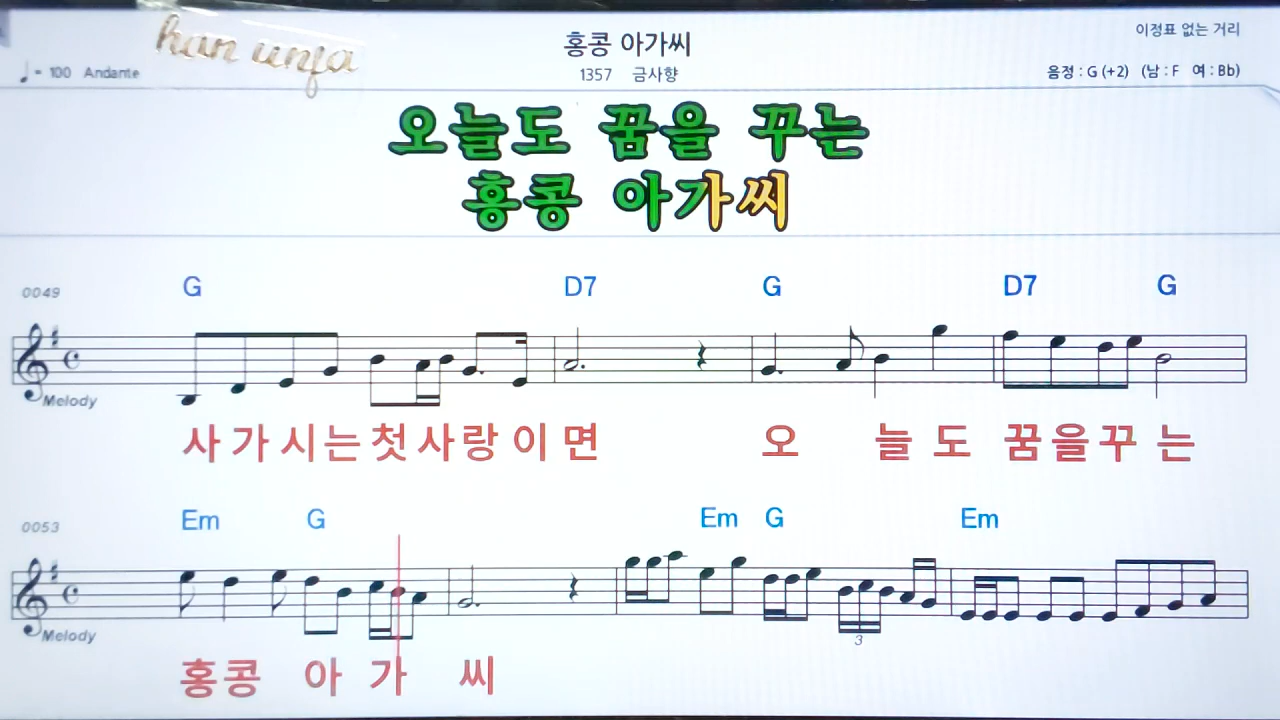 han unja
이정표 없는 거리
홍콩 아가씨
♩= 100 Andante
1357 금사향
음정 : G (+2) (남 : F 여 : Bb)
오늘도 꿈을 꾸는
홍콩 아가씨
0049
G D7 G D7 G
Melody
사 가 시 는 첫 사 랑 이 면 오 늘 도 꿈 을 꾸 는
0053
Em G Em G Em
3
Melody
홍 콩 아 가 씨